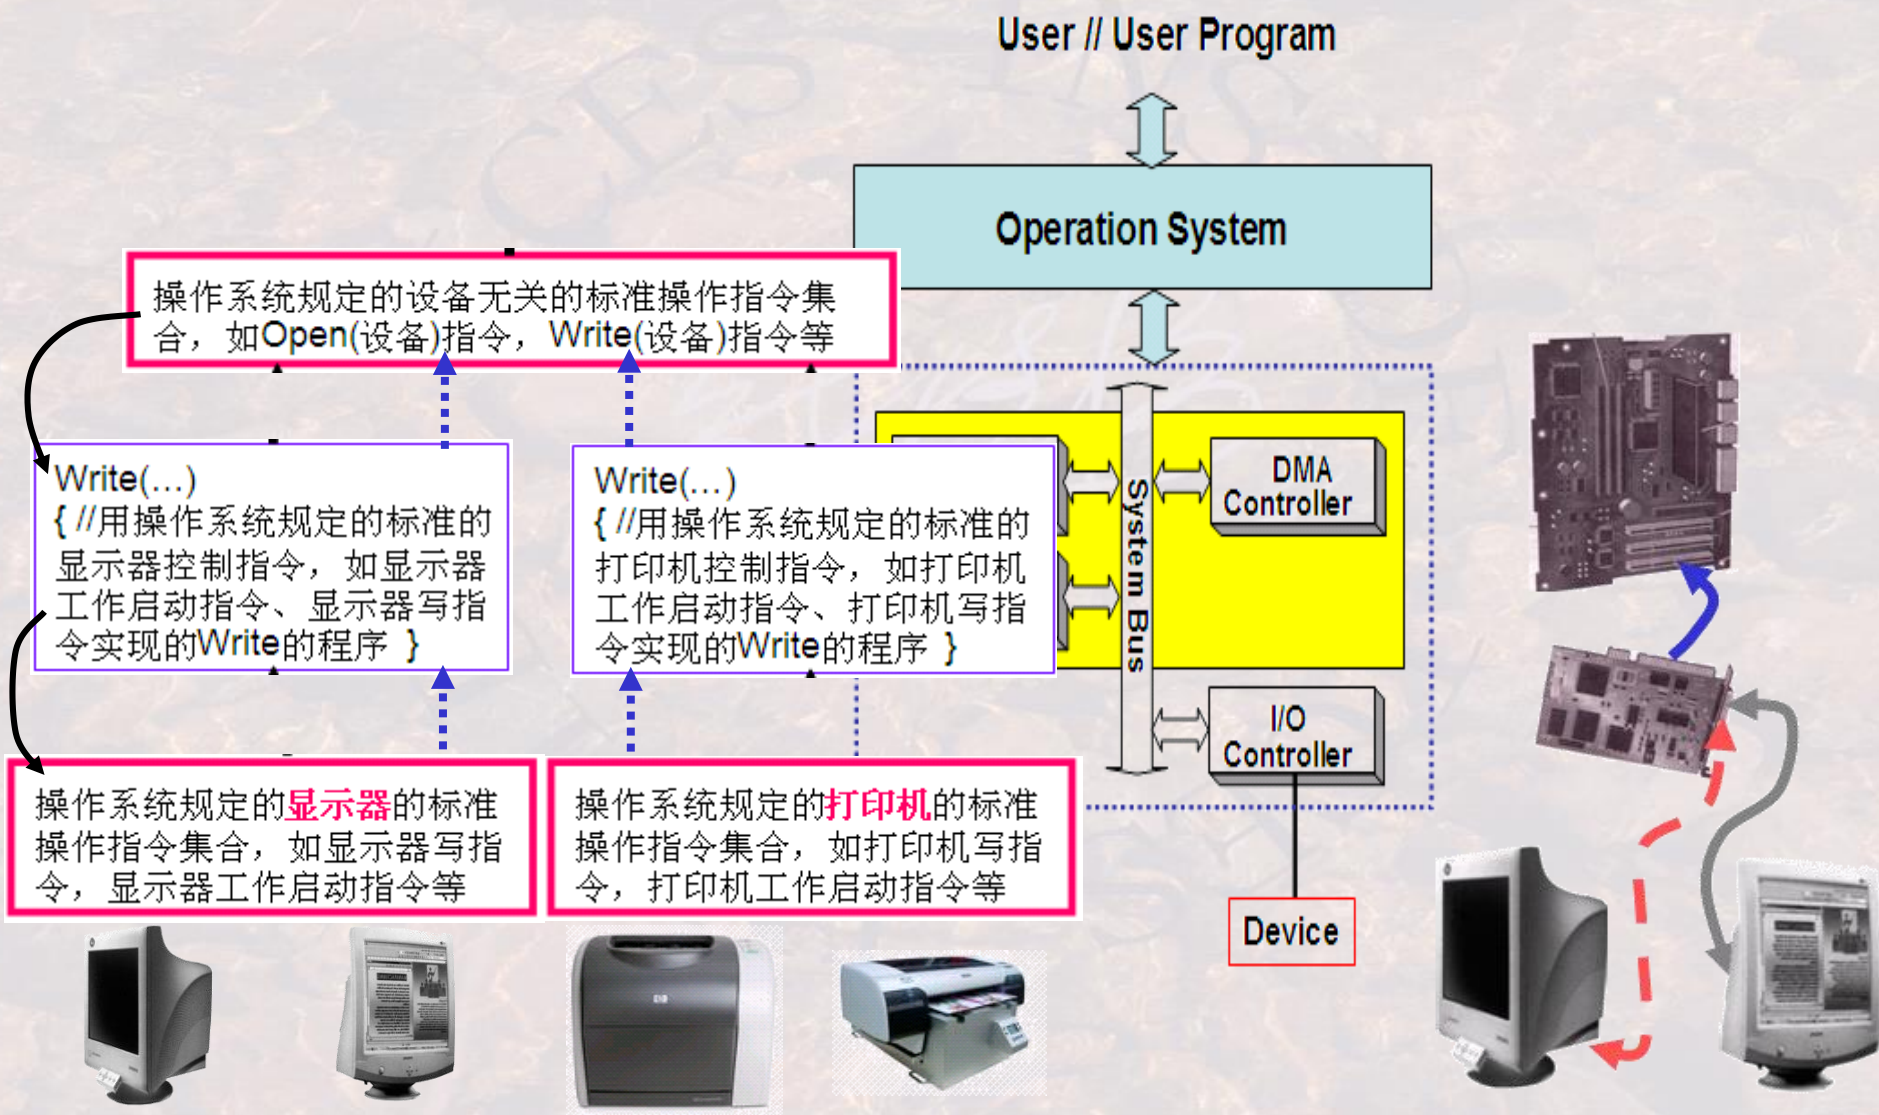 User // User Program
Operation System
操作系统规定的设备无关的标准操作指令集
合，如Open(设备)指令，Write(设备)指令等
Write(…)
{ //用操作系统规定的标准的
显示器控制指令，如显示器
工作启动指令、显示器写指
令实现的Write的程序 }
Write(…)
{ //用操作系统规定的标准的
打印机控制指令，如打印机
工作启动指令、打印机写指
令实现的Write的程序 }
System Bus
DMA
Controller
I/O
Controller
Device
操作系统规定的显示器的标准
操作指令集合，如显示器写指
令，显示器工作启动指令等
操作系统规定的打印机的标准
操作指令集合，如打印机写指
令，打印机工作启动指令等